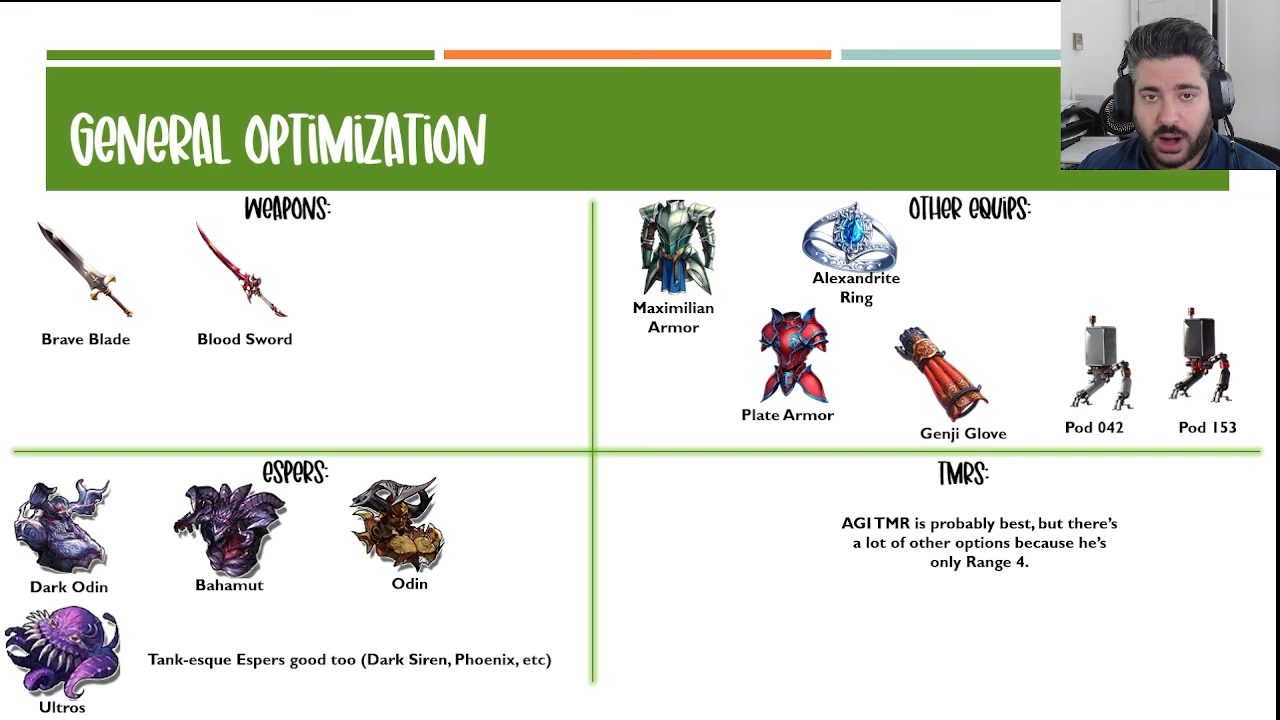 GENERAL OPTIMIZATION
WEAPONS:
Brave Blade
Blood Sword
OTHER EQUIPS:
Maximilian
Armor
Alexandrite
Ring
Plate Armor
Genji Glove
Pod 042
Pod 153
ESPERS:
Dark Odin
Bahamut
Odin
Ultros
Tank-esque Espers good too (Dark Siren, Phoenix, etc)
TMRS:
AGI TMR is probably best, but there's
a lot of other options because he's
only Range 4.